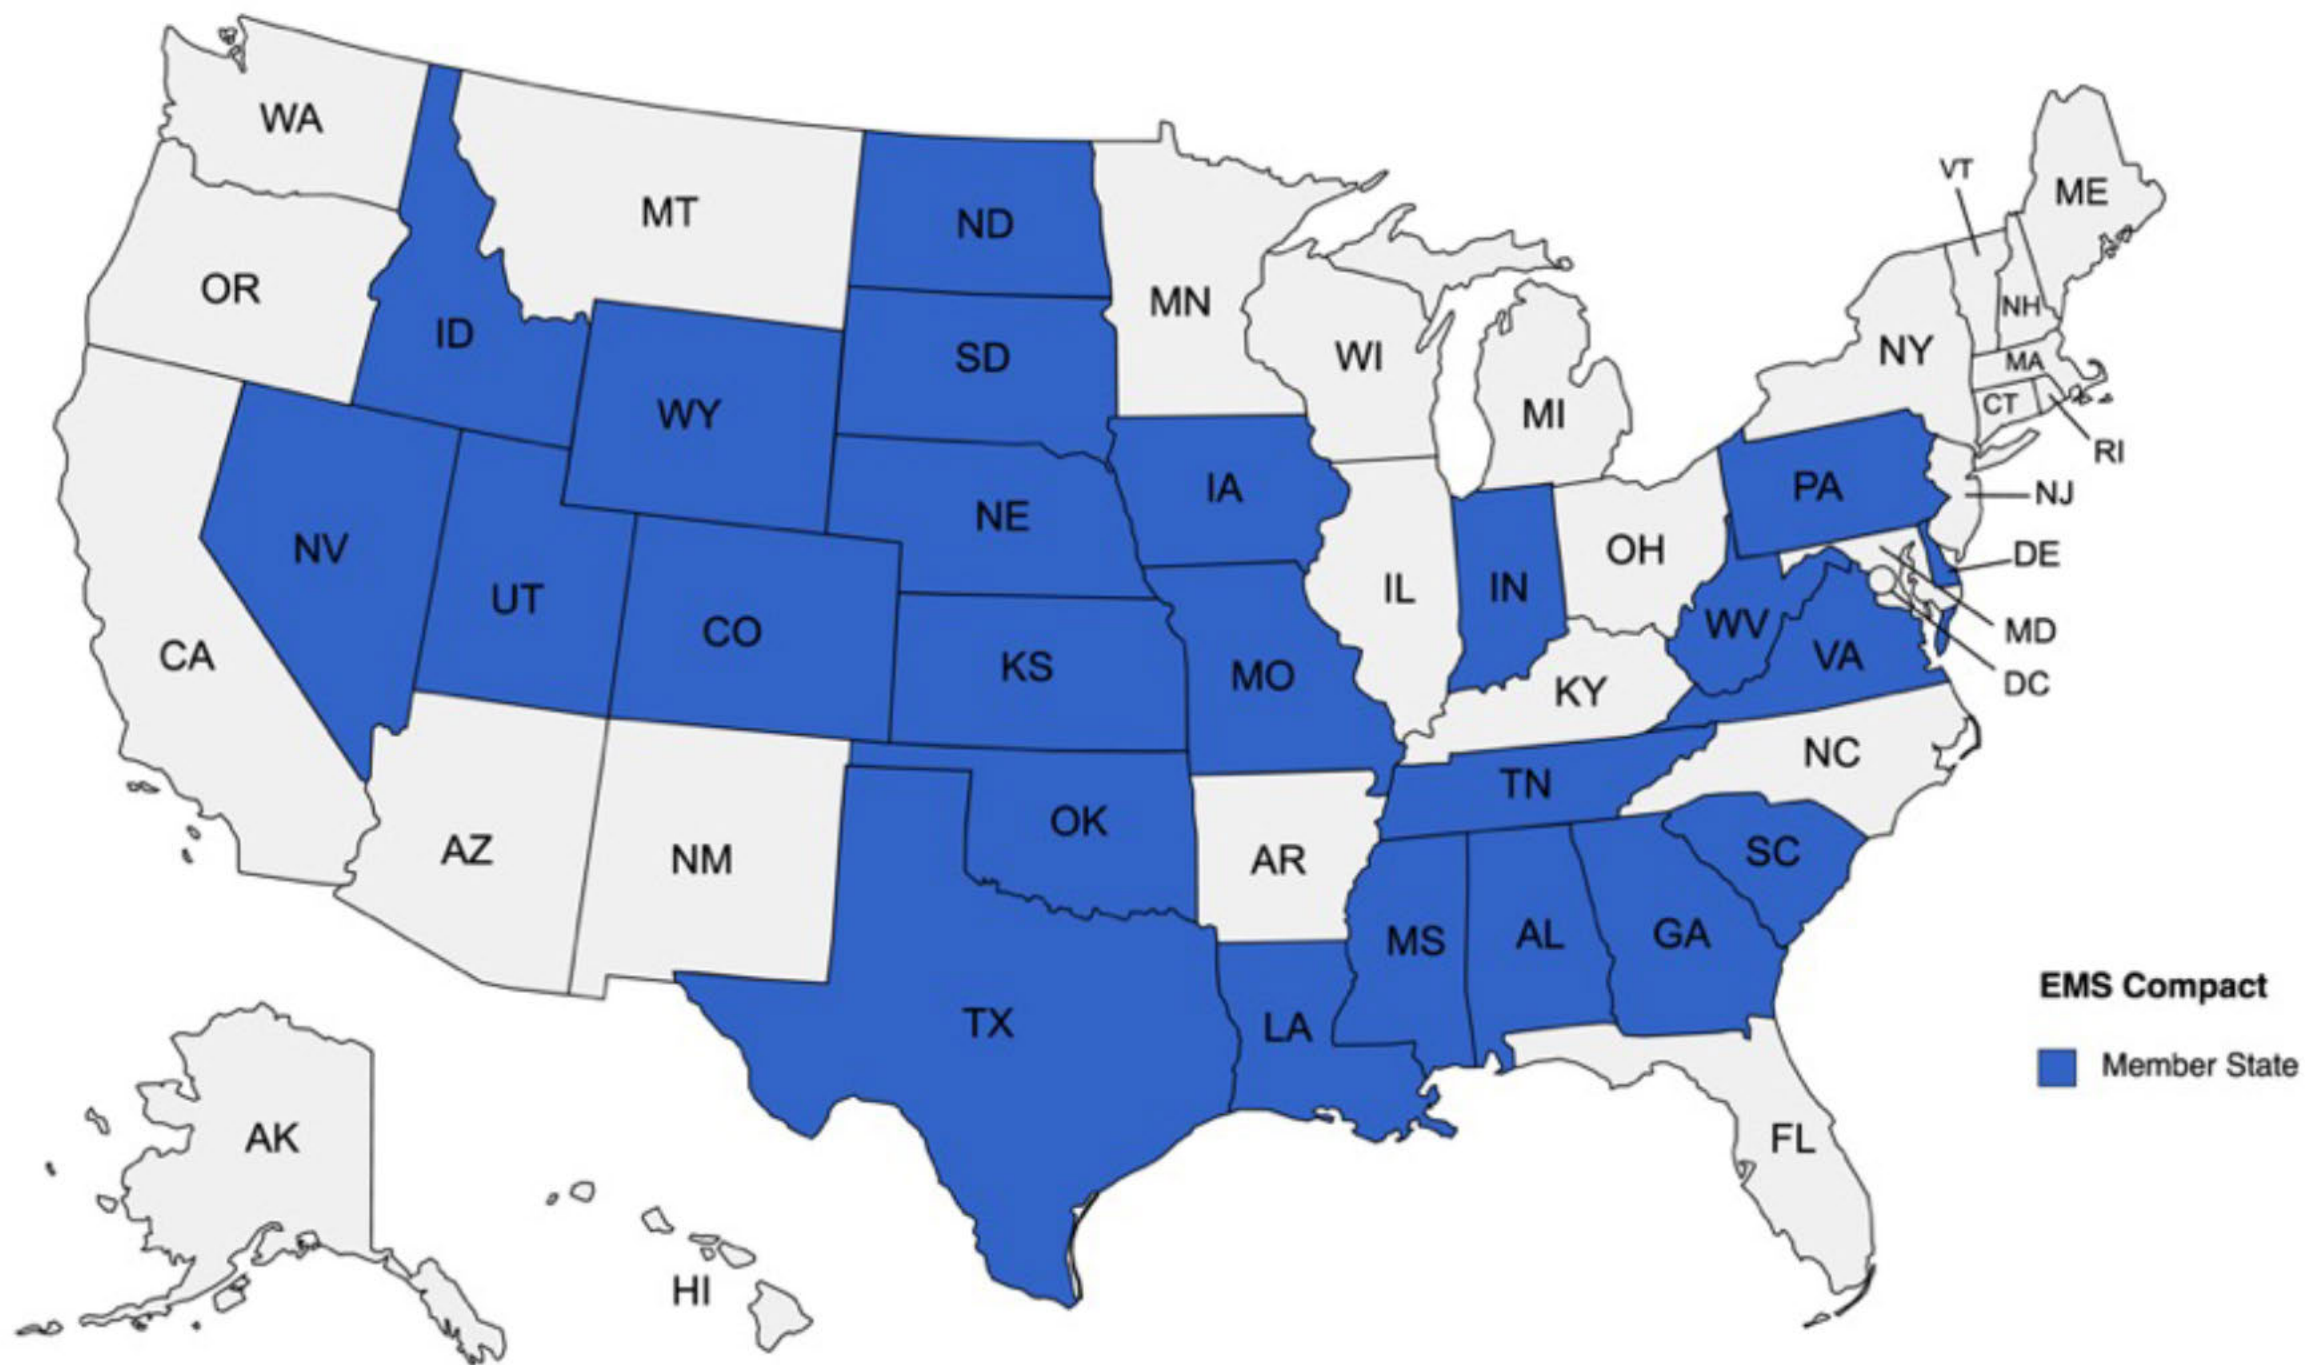 WA
MT
ND
VT
ME
OR
ID
MN
NH
SD
WI
NY
MA
WY
MI
CT
RI
IA
PA
NJ
NE
NV
OH
DE
UT
IL
IN
CO
WV
MD
CA
KS
MO
VA
DC
KY
NC
TN
OK
AZ
NM
AR
SC
MS
AL
GA
EMS Compact
TX
LA
Member State
AK
FL
HI